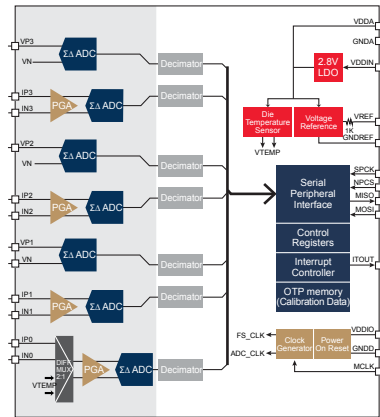 VP3
VN
ΣΔ ADC
Decimator
IP3
IN3
PGA
ΣΔ ADC
Decimator
VP2
VN
ΣΔ ADC
Decimator
IP2
IN2
PGA
ΣΔ ADC
Decimator
VP1
VN
ΣΔ ADC
Decimator
IP1
IN1
PGA
ΣΔ ADC
Decimator
IP0
IN0
VTEMP
DIFF
MUX
2:1
PGA
ΣΔ ADC
Decimator
VDDA
GNDA
2.8V
LDO
VDDIN
Die
Temperature
Sensor
Voltage
Reference
VREF
1K
GNDREF
VTEMP
Serial
Peripheral
Interface
SPCK
NPCS
MISO
MOSI
Control
Registers
Interrupt
Controller
ITOUT
OTP memory
(Calibration Data)
FS_CLK
ADC_CLK
Clock
Generator
Power
On Reset
VDDIO
GNDD
MCLK